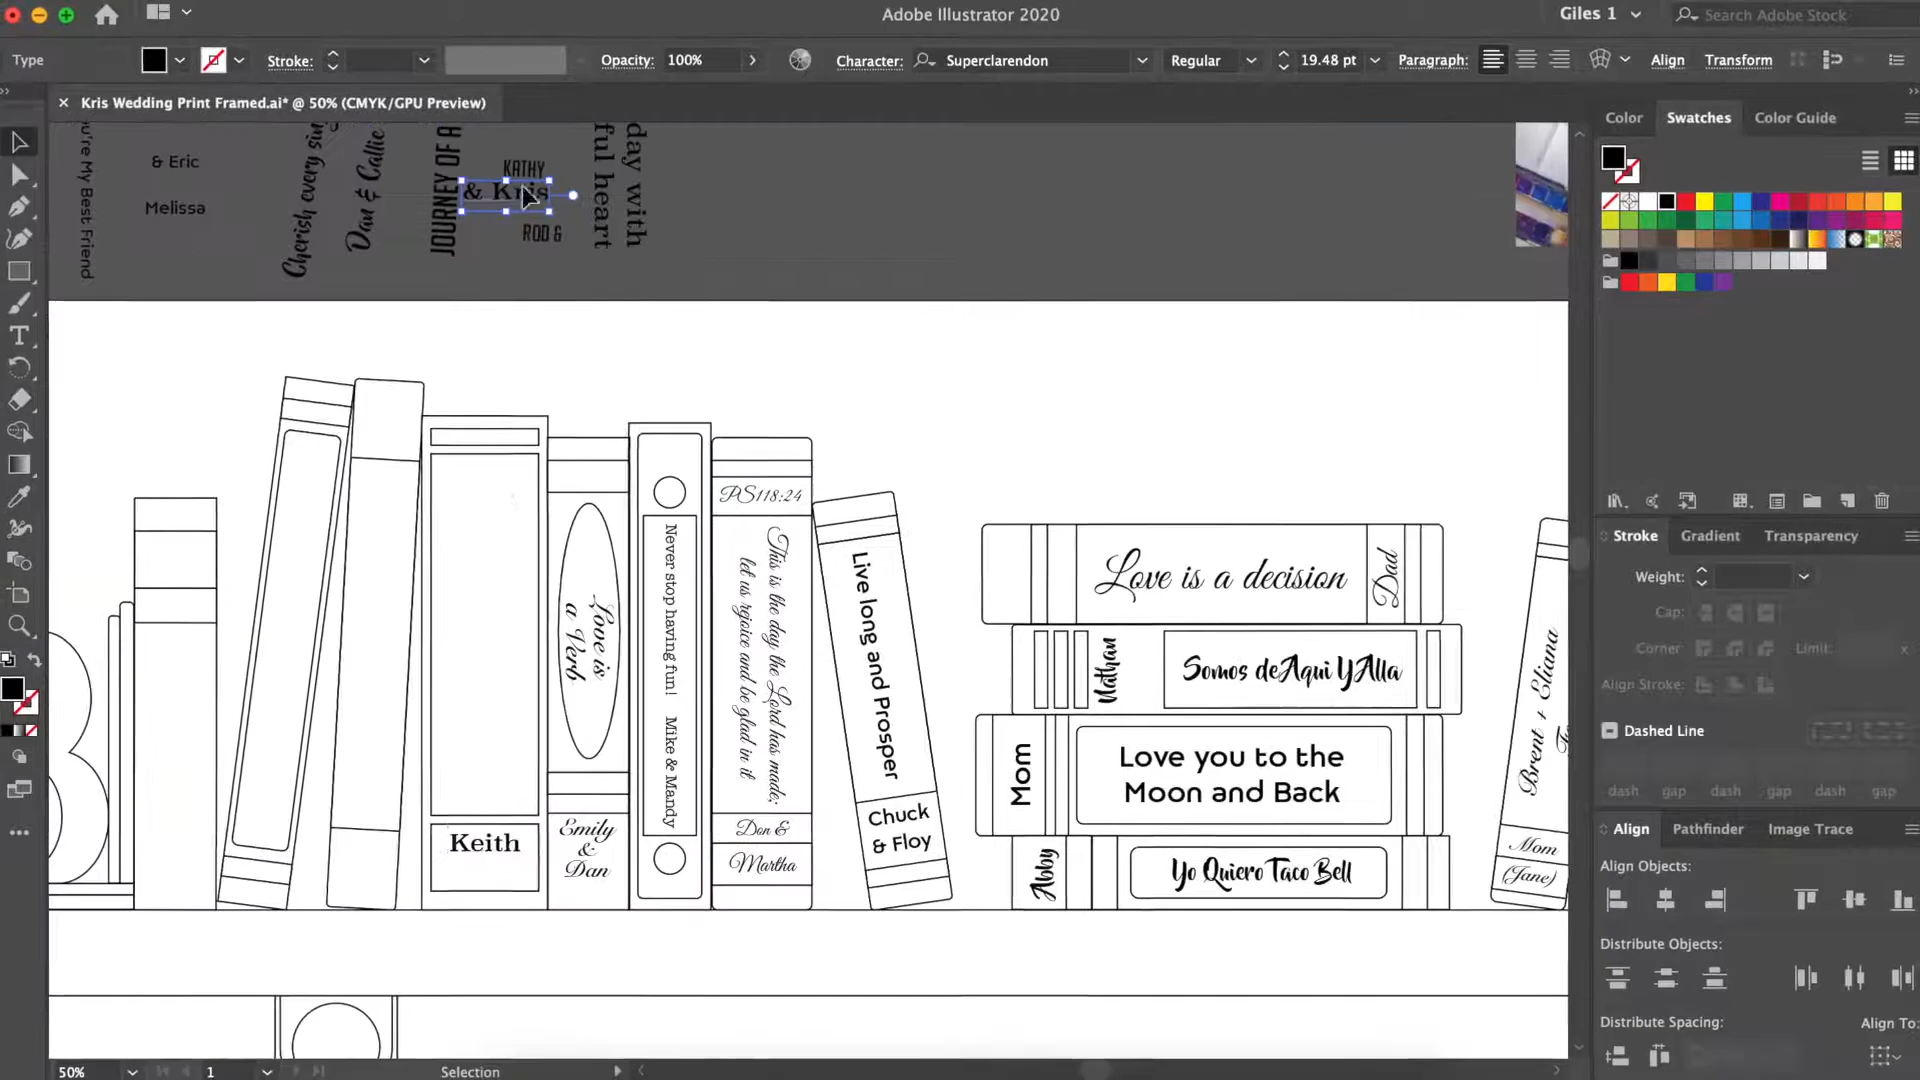 Adobe Illustrator 2020
Giles 1
Search Adobe Stock
Type
Stroke:
Opacity:
100%
Character:
Superclarendon
Regular
19.48 pt
Paragraph:
Align
Transform
Kris Wedding Print Framed.ai* @ 50% (CMYK/GPU Preview)
Color
Swatches
Color Guide
You're My Best Friend
& Eric
Melissa
Cherish every
Dan & Callie
JOURNEY OF A
KATHY
& Kris
ROD &
day with
ful heart
Keith
Love is
a Verb
Emily
&
Dan
Never stop having fun!
Mike & Mandy
PS118:24
This is the day the Lord has made;
let us rejoice and be glad in it
Don &
Martha
Live long and Prosper
Chuck
& Floy
Love is a decision
Dad
Nathan
Somos deAqui YAlla
Mom
Love you to the
Moon and Back
Abby
Yo Quiero Taco Bell
Brent + Eliana
Mom
(Jane)
Stroke
Gradient
Transparency
Weight:
Cap:
Corner
Limit:
x
Align Stroke:
Dashed Line
dash
gap
dash
gap
dash
gap
Align
Pathfinder
Image Trace
Align Objects:
Distribute Objects:
Distribute Spacing:
Align To:
50%
1
Selection